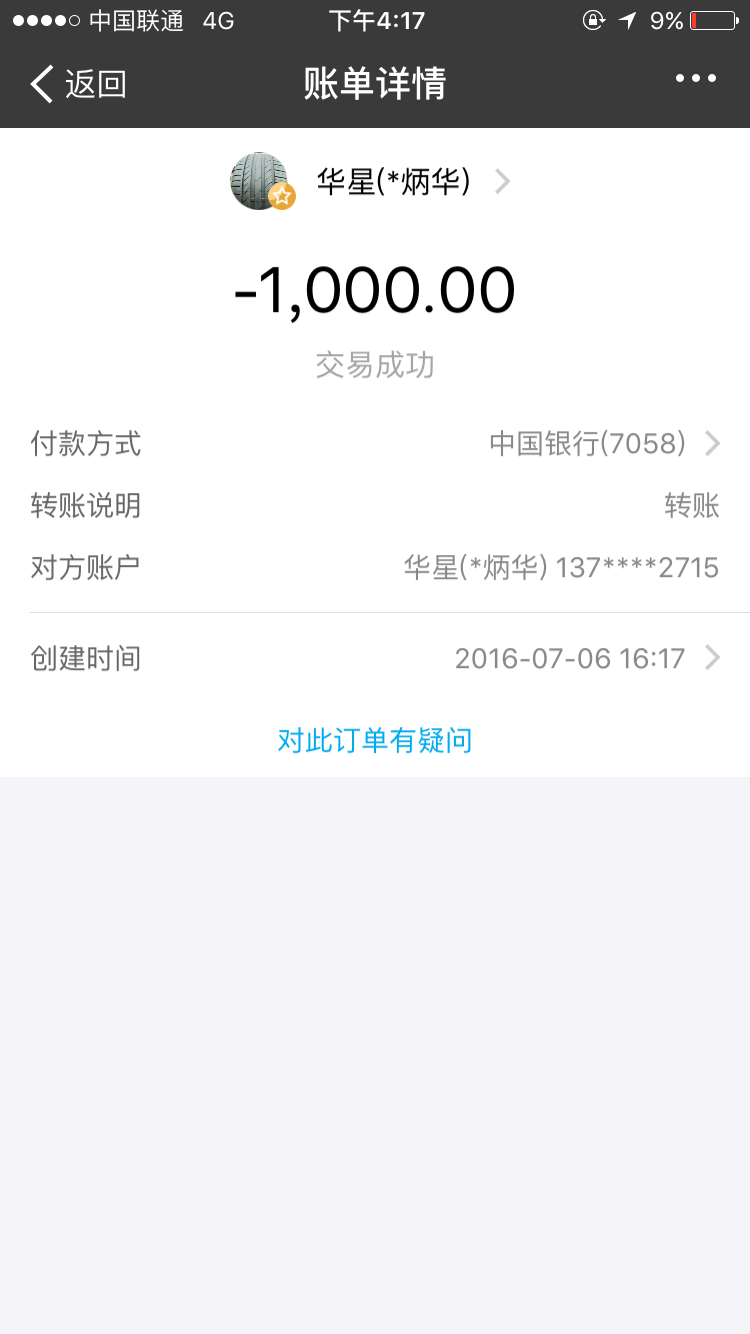 中国联通 4G 下午4:17 9%
返回 账单详情
华星(*炳华)
-1,000.00
交易成功
付款方式 中国银行(7058)
转账说明 转账
对方账户 华星(*炳华) 137****2715
创建时间 2016-07-06 16:17
对此订单有疑问